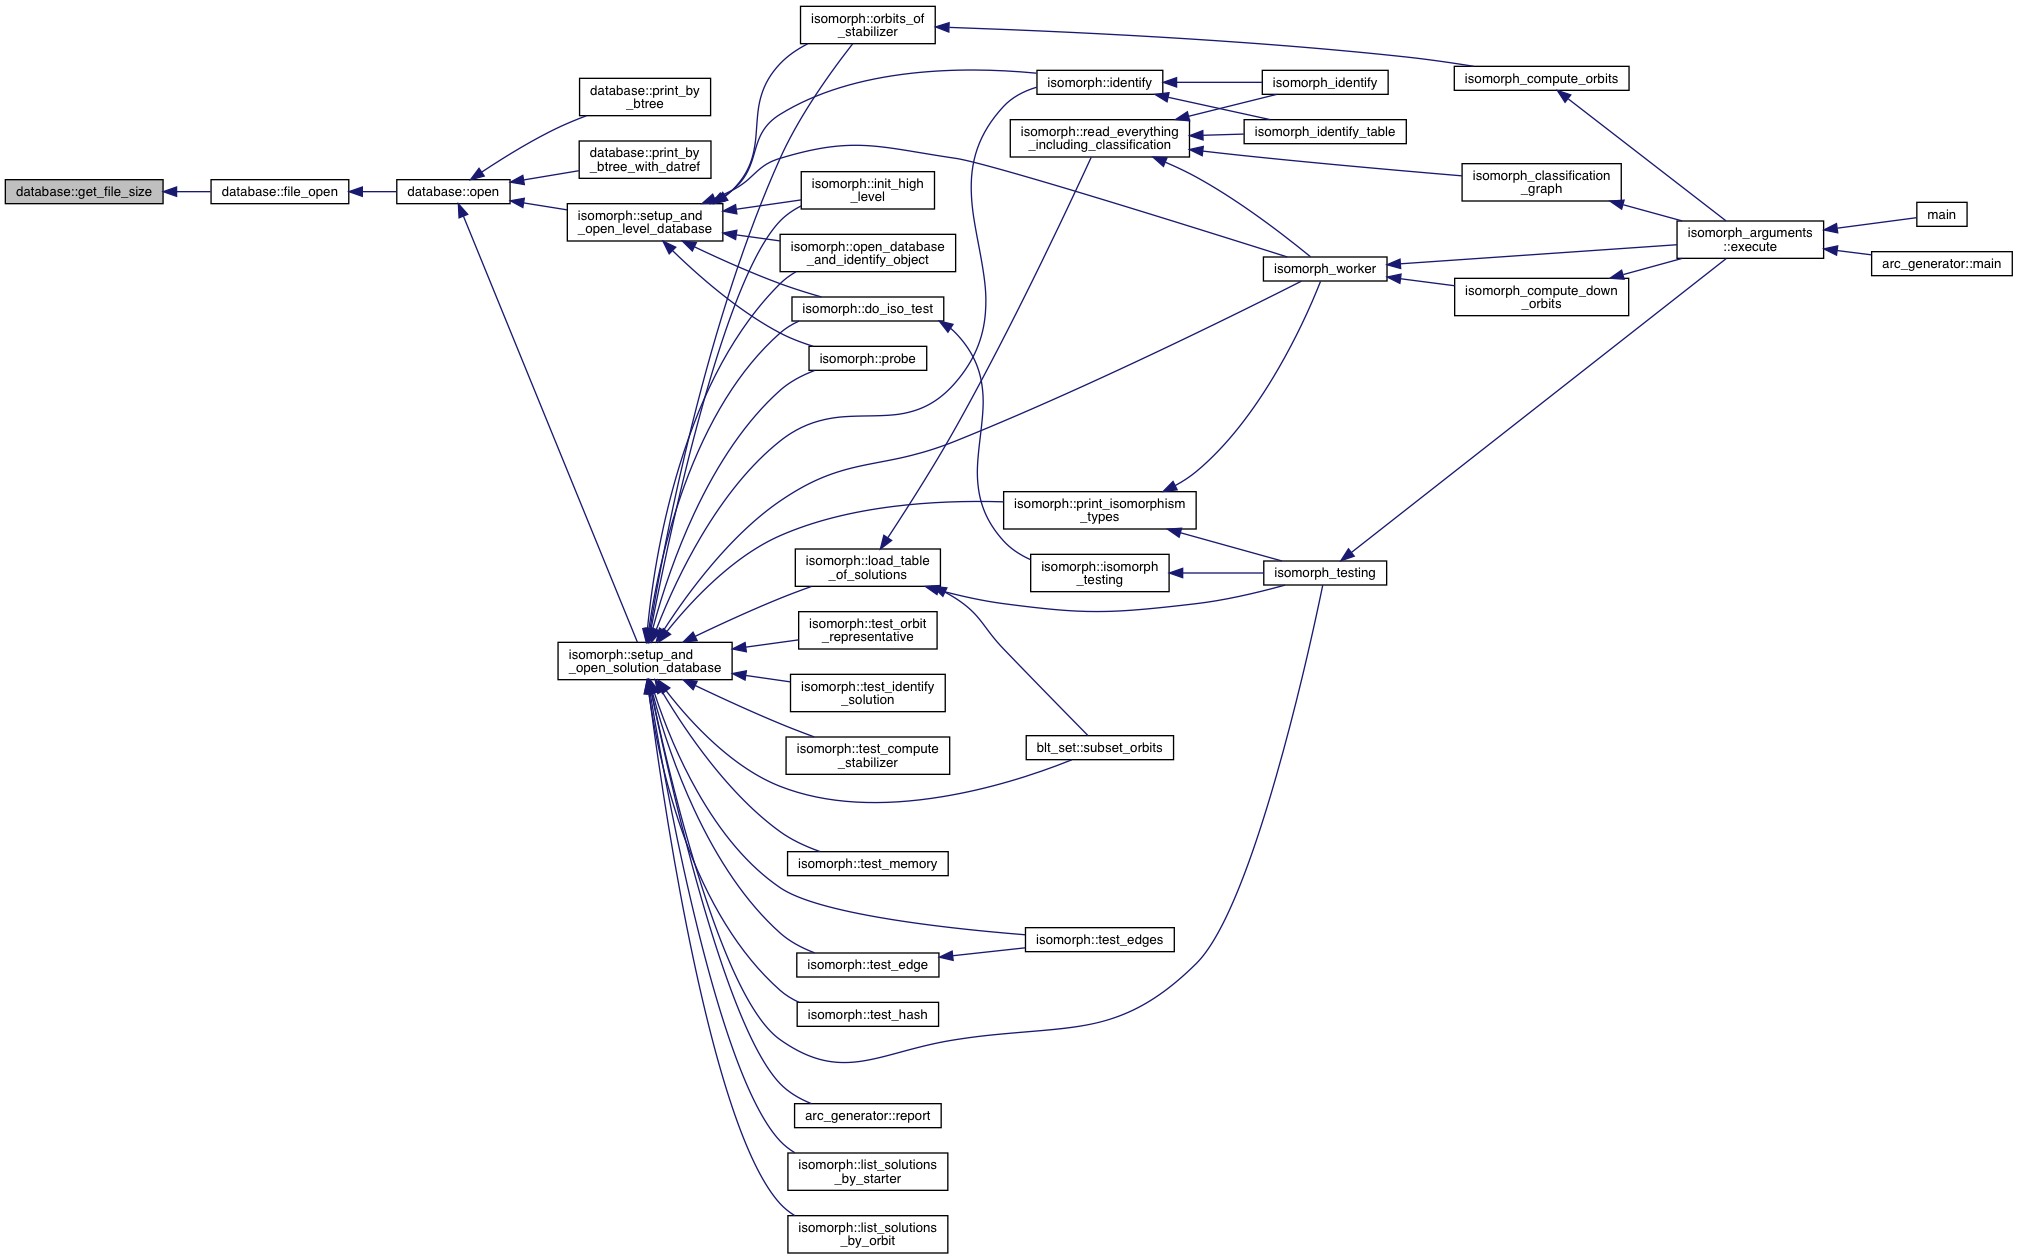 database::get_file_size
database::file_open
database::open
database::print_by
_btree
database::print_by
_btree_with_datref
isomorph::setup_and
_open_level_database
isomorph::setup_and
_open_solution_database
isomorph::orbits_of
_stabilizer
isomorph::init_high
_level
isomorph::open_database
_and_identify_object
isomorph::do_iso_test
isomorph::probe
isomorph::load_table
_of_solutions
isomorph::test_orbit
_representative
isomorph::test_identify
_solution
isomorph::test_compute
_stabilizer
isomorph::test_memory
isomorph::test_edge
isomorph::test_hash
arc_generator::report
isomorph::list_solutions
_by_starter
isomorph::list_solutions
_by_orbit
isomorph::identify
isomorph::read_everything
_including_classification
isomorph::print_isomorphism
_types
isomorph::isomorph
_testing
blt_set::subset_orbits
isomorph::test_edges
isomorph_identify
isomorph_identify_table
isomorph_worker
isomorph_testing
isomorph_compute_orbits
isomorph_classification
_graph
isomorph_compute_down
_orbits
isomorph_arguments
::execute
main
arc_generator::main